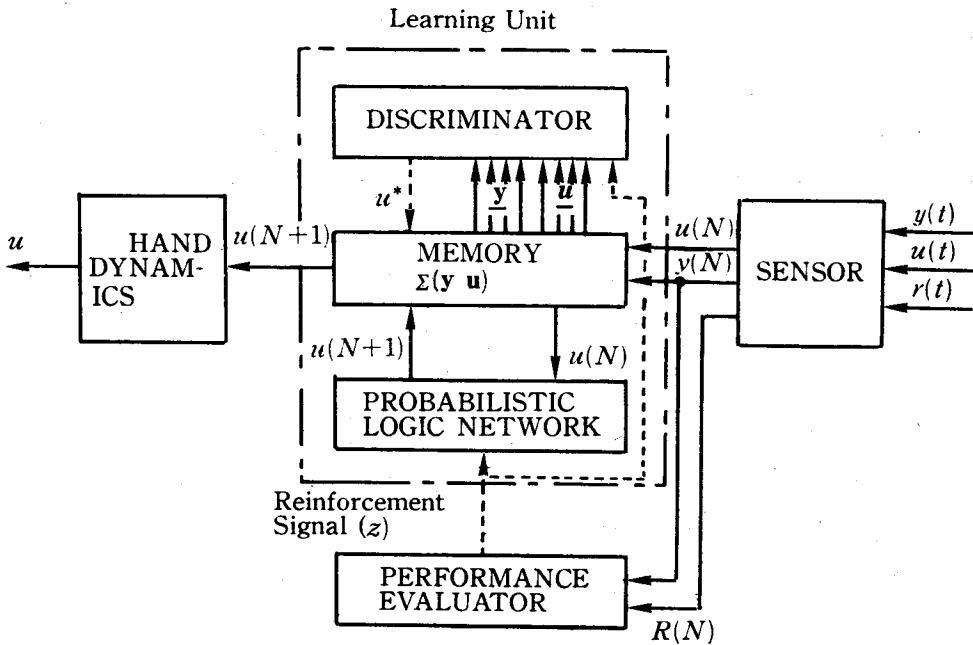 Learning Unit
DISCRIMINATOR
u*
y
u
HAND
DYNAM-
ICS
u
u(N+1)
MEMORY
Σ(y u)
u(N)
y(N)
SENSOR
y(t)
u(t)
r(t)
u(N+1)
u(N)
PROBABILISTIC
LOGIC NETWORK
Reinforcement
Signal (z)
PERFORMANCE
EVALUATOR
R(N)